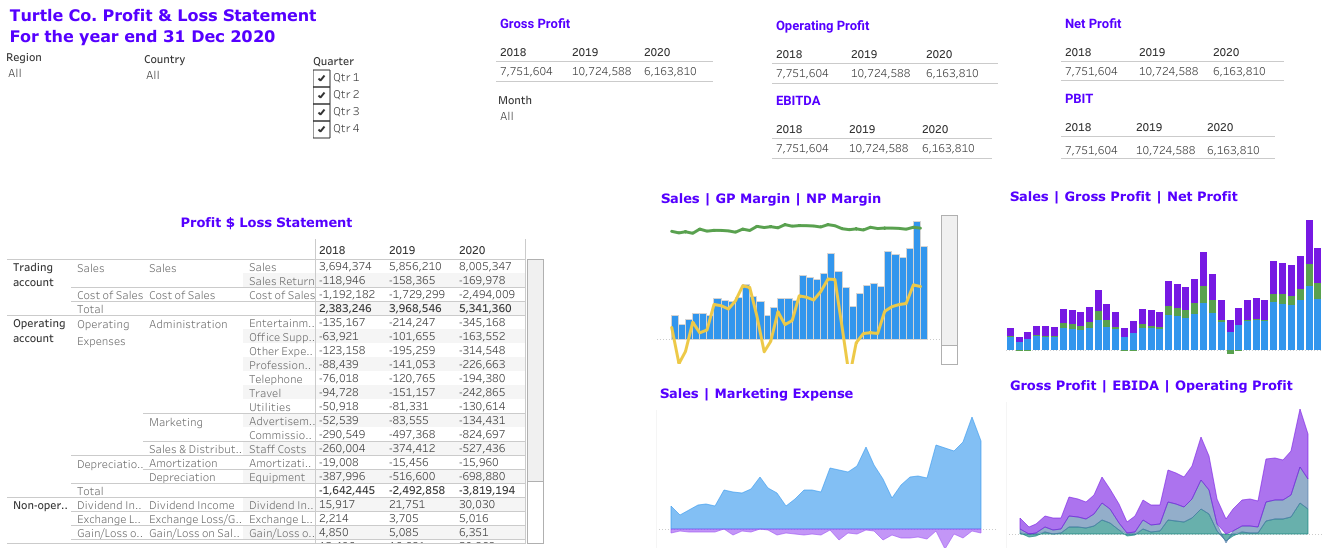 Turtle Co. Profit & Loss Statement
For the year end 31 Dec 2020
Region
All
Country
All
Quarter
Qtr 1
Qtr 2
Qtr 3
Qtr 4
Gross Profit
2018 2019 2020
7,751,604 10,724,588 6,163,810
Month
All
Operating Profit
2018 2019 2020
7,751,604 10,724,588 6,163,810
EBITDA
2018 2019 2020
7,751,604 10,724,588 6,163,810
Net Profit
2018 2019 2020
7,751,604 10,724,588 6,163,810
PBIT
2018 2019 2020
7,751,604 10,724,588 6,163,810
Profit $ Loss Statement
2018 2019 2020
Trading account Sales Sales Sales 3,694,374 5,856,210 8,005,347
Sales Return -118,946 -158,365 -169,978
Cost of Sales Cost of Sales Cost of Sales -1,192,182 -1,729,299 -2,494,009
Total 2,383,246 3,968,546 5,341,360
Operating account Operating Expenses Administration Entertainm.. -135,167 -214,247 -345,168
Office Supp.. -63,921 -101,655 -163,552
Other Expe.. -123,158 -195,259 -314,548
Profession.. -88,439 -141,053 -226,663
Telephone -76,018 -120,765 -194,380
Travel -94,728 -151,157 -242,865
Utilities -50,918 -81,331 -130,614
Marketing Advertisem.. -52,539 -83,555 -134,431
Commissio.. -290,549 -497,368 -824,697
Sales & Distribut.. Staff Costs -260,004 -374,412 -527,436
Depreciatio.. Amortization Amortizati.. -19,008 -15,456 -15,960
Depreciation Equipment -387,996 -516,600 -698,880
Total -1,642,445 -2,492,858 -3,819,194
Non-oper.. Dividend In.. Dividend Income Dividend In.. 15,917 21,751 30,030
Exchange L.. Exchange Loss/G.. Exchange L.. 2,214 3,705 5,016
Gain/Loss o.. Gain/Loss on Sal.. Gain/Loss o.. 4,850 5,085 6,351
Sales | GP Margin | NP Margin
Sales | Gross Profit | Net Profit
Sales | Marketing Expense
Gross Profit | EBIDA | Operating Profit